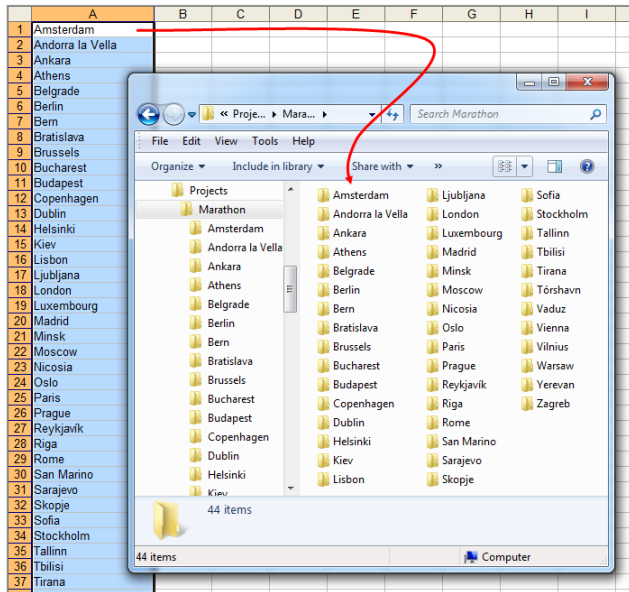 A B C D E F G H I
1 Amsterdam
2 Andorra la Vella
3 Ankara
4 Athens
5 Belgrade
6 Berlin
7 Bern
8 Bratislava
9 Brussels
10 Bucharest
11 Budapest
12 Copenhagen
13 Dublin
14 Helsinki
15 Kiev
16 Lisbon
17 Ljubljana
18 London
19 Luxembourg
20 Madrid
21 Minsk
22 Moscow
23 Nicosia
24 Oslo
25 Paris
26 Prague
27 Reykjavík
28 Riga
29 Rome
30 San Marino
31 Sarajevo
32 Skopje
33 Sofia
34 Stockholm
35 Tallinn
36 Tbilisi
37 Tirana
« Proje... Mara... Search Marathon
File Edit View Tools Help
Organize Include in library Share with »
Projects
Marathon
Amsterdam
Andorra la Vella
Ankara
Athens
Belgrade
Berlin
Bern
Bratislava
Brussels
Bucharest
Budapest
Copenhagen
Dublin
Helsinki
Kiev
Amsterdam
Andorra la Vella
Ankara
Athens
Belgrade
Berlin
Bern
Bratislava
Brussels
Bucharest
Budapest
Copenhagen
Dublin
Helsinki
Kiev
Lisbon
Ljubljana
London
Luxembourg
Madrid
Minsk
Moscow
Nicosia
Oslo
Paris
Prague
Reykjavík
Riga
Rome
San Marino
Sarajevo
Skopje
Sofia
Stockholm
Tallinn
Tbilisi
Tirana
Tórshavn
Vaduz
Vienna
Vilnius
Warsaw
Yerevan
Zagreb
44 items
44 items Computer